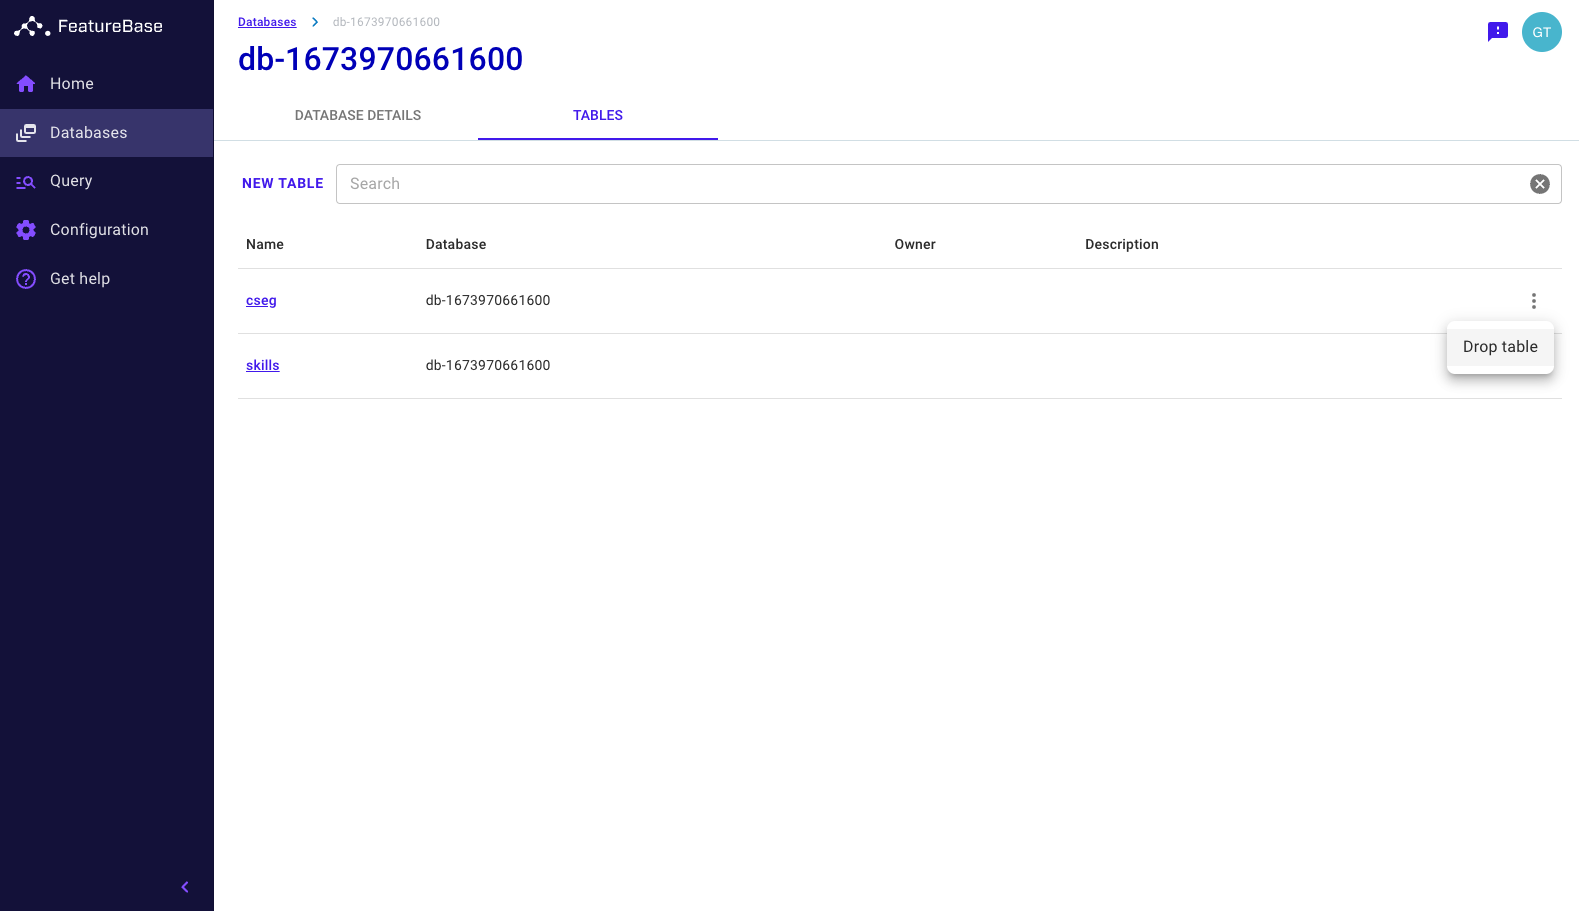 FeatureBase
Home
Databases
Query
Configuration
Get help
Databases > db-1673970661600
db-1673970661600
GT
DATABASE DETAILS TABLES
NEW TABLE Search
Name Database Owner Description
cseg db-1673970661600
Drop table
skills db-1673970661600